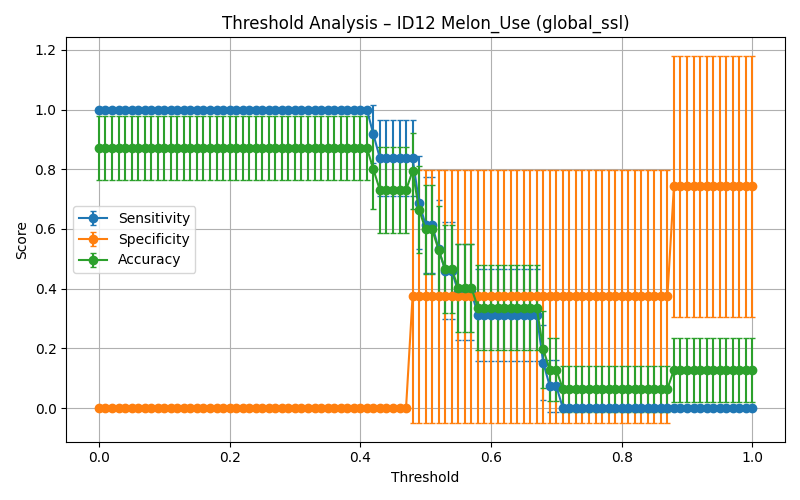 Threshold Analysis – ID12 Melon_Use (global_ssl)
1.2
1.0
0.8
0.6
0.4
0.2
0.0
Score
Sensitivity
Specificity
Accuracy
0.0 0.2 0.4 0.6 0.8 1.0
Threshold